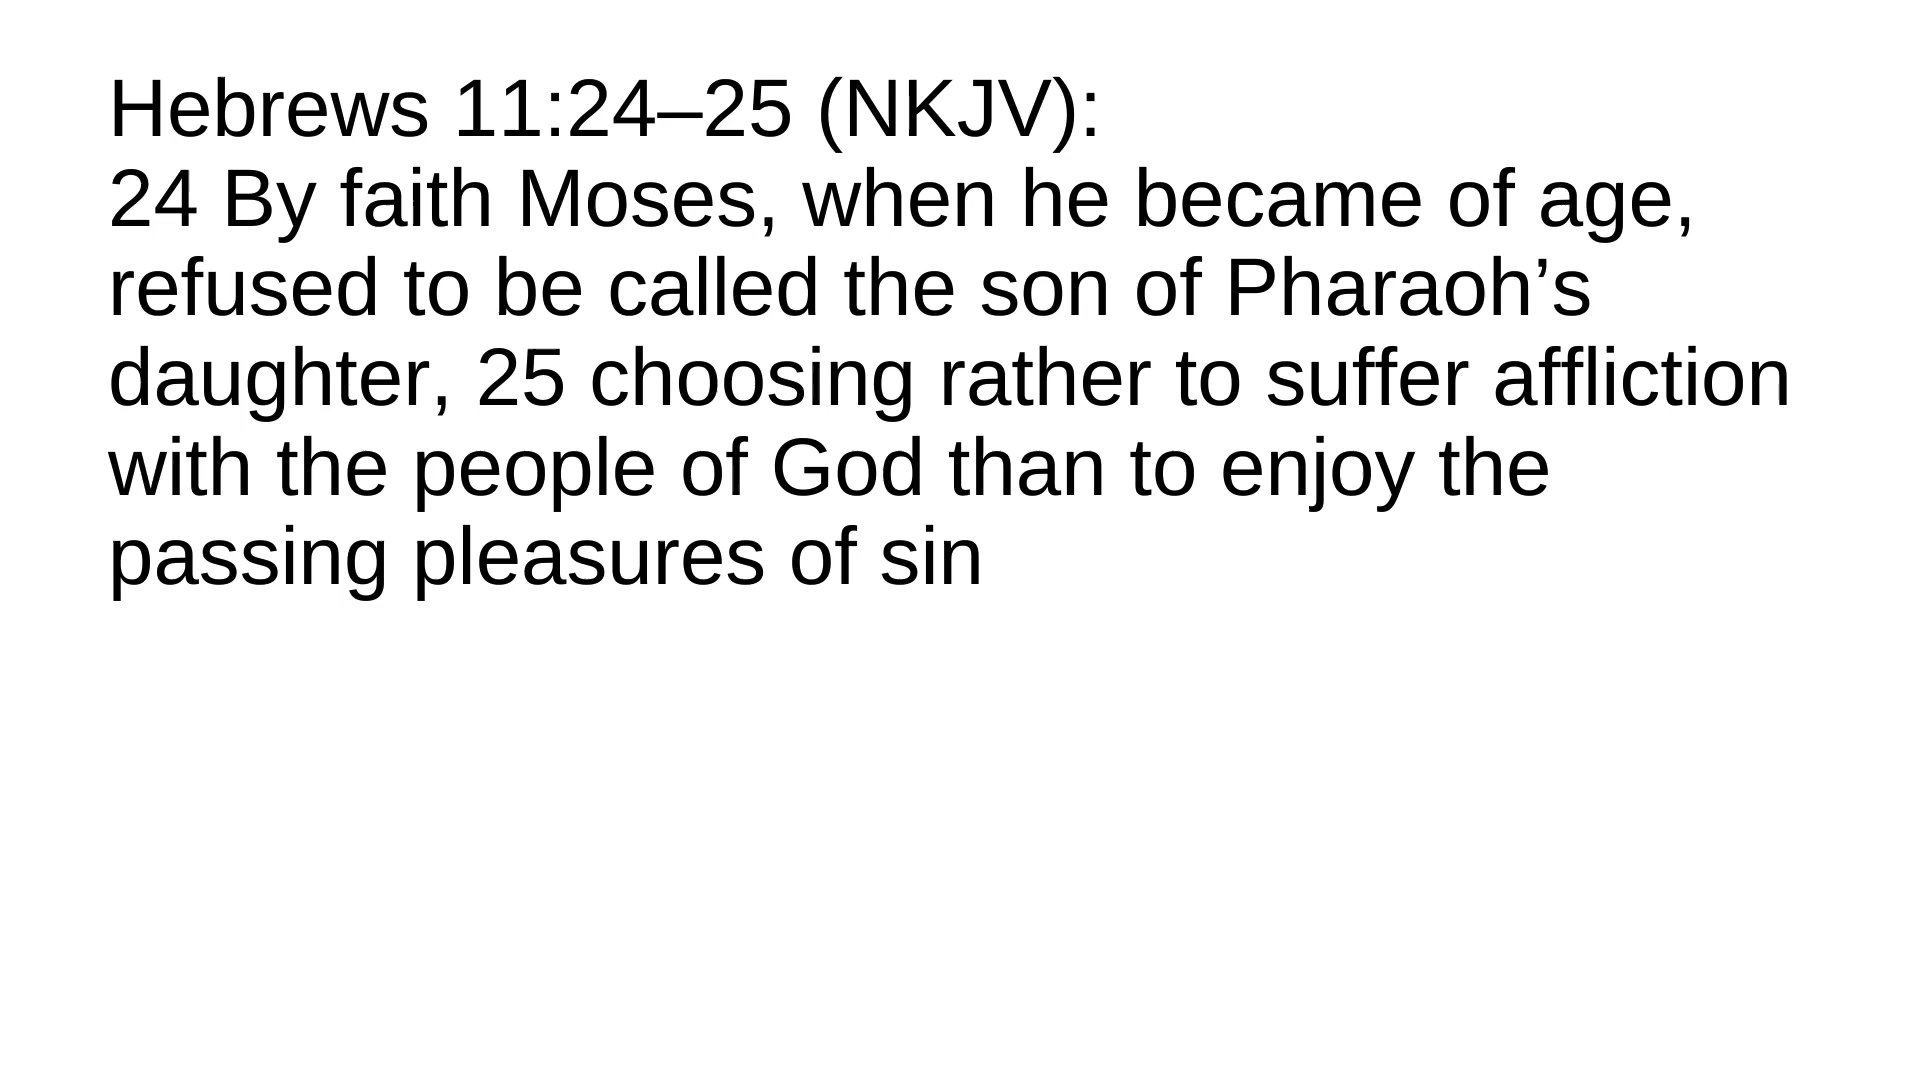 Hebrews 11:24–25 (NKJV):
24 By faith Moses, when he became of age,
refused to be called the son of Pharaoh’s
daughter, 25 choosing rather to suffer affliction
with the people of God than to enjoy the
passing pleasures of sin